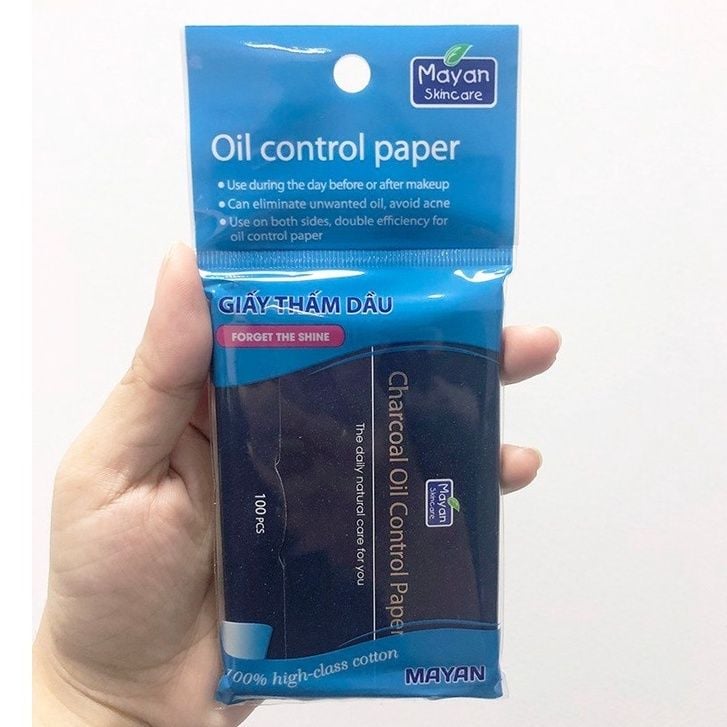 Mayan
Skincare
Oil control paper
• Use during the day before or after makeup
• Can eliminate unwanted oil, avoid acne
• Use on both sides, double efficiency for
oil control paper
GIẤY THẤM DẦU
FORGET THE SHINE
Charcoal Oil Control Paper
The daily natural care for you
100 PCS
Mayan
Skincare
100% high-class cotton
MAYAN